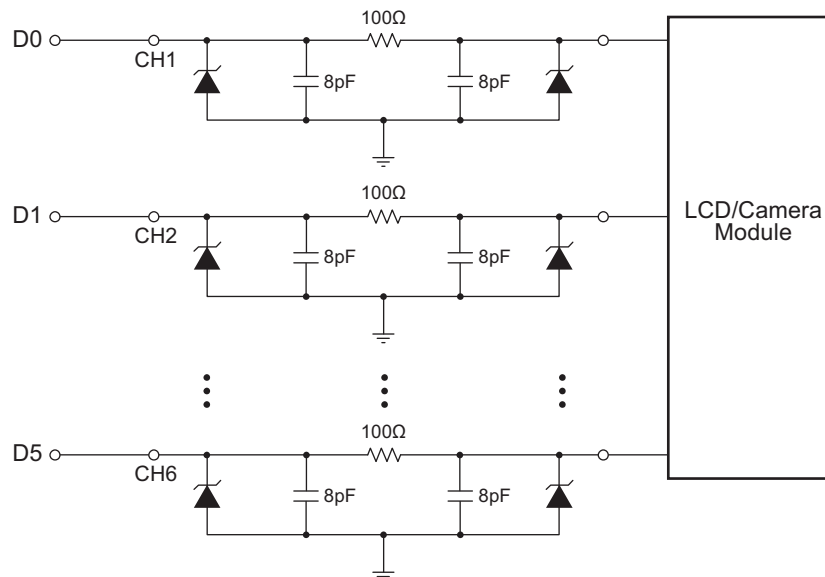 D0
CH1
100Ω
8pF
8pF
D1
CH2
100Ω
8pF
8pF
LCD/Camera
Module
D5
CH6
100Ω
8pF
8pF